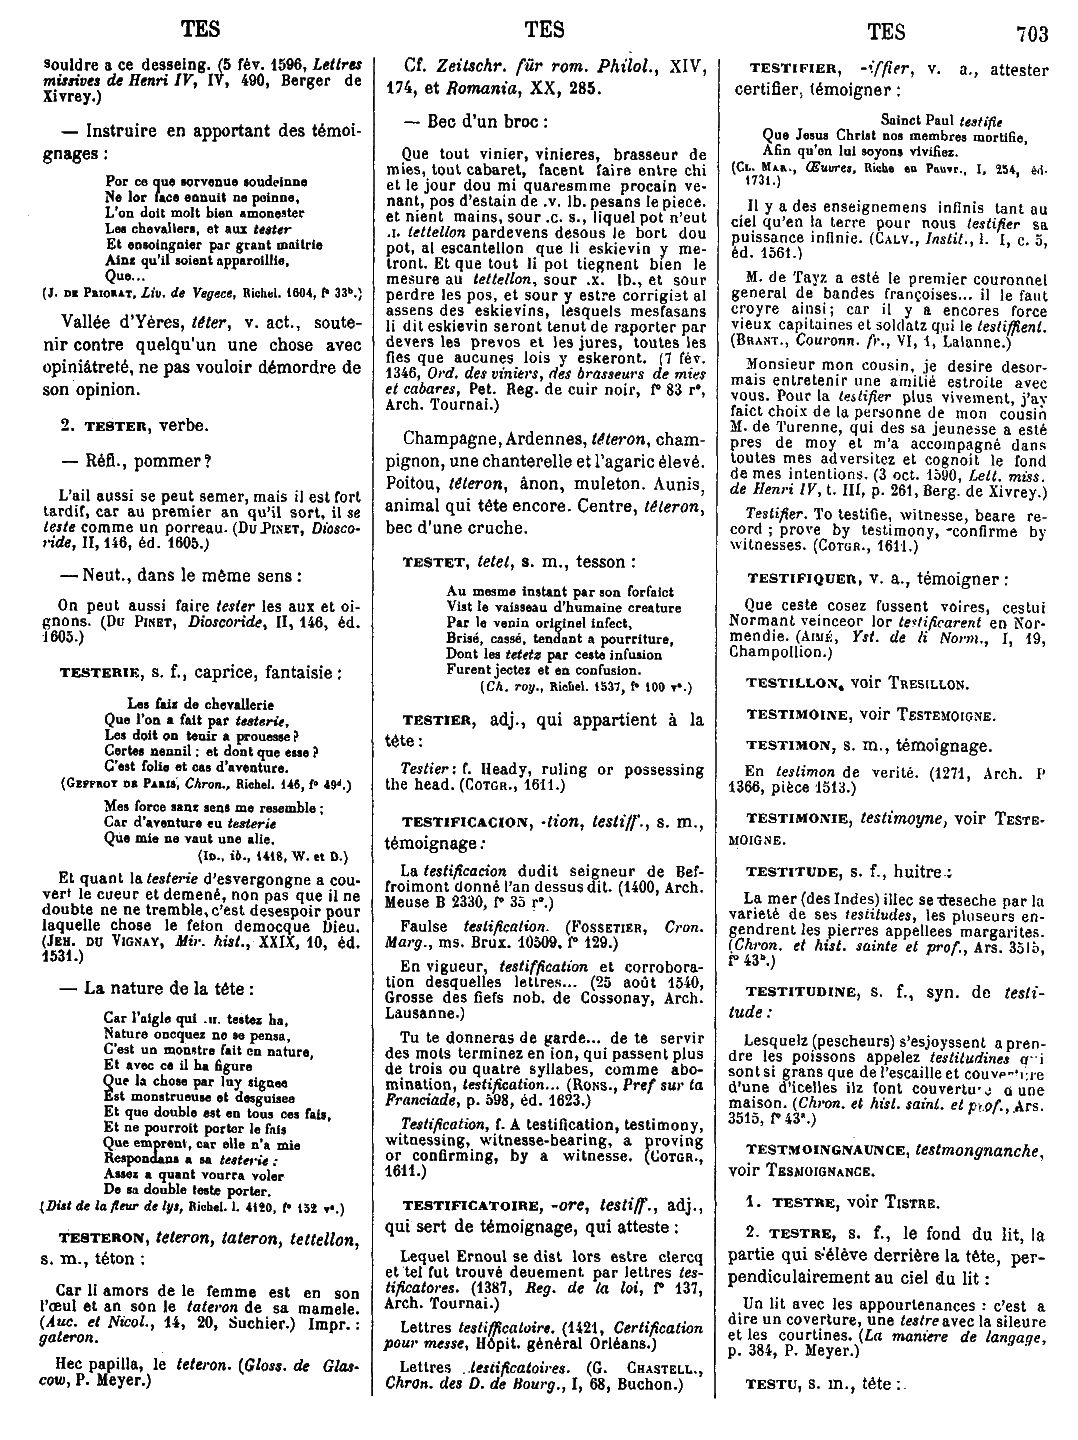 TES
TES
TES
703
souldre a ce desseing. (5 fév. 1596, Lettres
missives de Henri IV, IV, 490, Berger de
Xivrey.)
— Instruire en apportant des témoi-
gnages :
Por ce que sorvenue soudeinne
Ne lor face ennuit ne poinne,
L'on doit molt bien amonester
Les chevaliers, et aux tester
Et ensoingnier par grant maitrie
Ainz qu'il soient apparoillie,
Que...
(J. DE PRIORAT, Liv. de Vegece, Richel. 1604, f° 33b.)
Vallée d'Yères, téter, v. act., soute-
nir contre quelqu'un une chose avec
opiniâtreté, ne pas vouloir démordre de
son opinion.
2. TESTER, verbe.
— Réfl., pommer ?
L'ail aussi se peut semer, mais il est fort
tardif, car au premier an qu'il sort, il se
teste comme un porreau. (DU PINET, Diosco-
ride, II, 146, éd. 1605.)
— Neut., dans le même sens :
On peut aussi faire tester les aux et oi-
gnons. (DU PINET, Dioscoride, II, 146, éd.
1605.)
TESTERIE, s. f., caprice, fantaisie :
Les faiz de chevallerie
Que l'on a fait par testerie,
Les doit on tenir a prouesse ?
Certes nennil : et dont que esse ?
C'est folie et cas d'aventure.
(GEFFROY DE PARIS, Chron., Richel. 146, f° 49d.)
Mes force sanz sens me resemble ;
Car d'aventure eu testerie
Que mie ne vaut une alie.
(ID., ib., 1418, W. et D.)
Et quant la testerie d'esvergongne a cou-
vert le cueur et demené, non pas que il ne
doubte ne ne tremble, c'est desespoir pour
laquelle chose le felon democque Dieu.
(JEH. DU VIGNAY, Mir. hist., XXIX, 10, éd.
1531.)
— La nature de la tête :
Car l'aigle qui .II. testez ha,
Nature oncquez ne se pensa,
C'est un monstre fait en nature,
Et avec ce il ha figure
Que la chose par luy signee
Est monstrueuse et desguisee
Et que double est en tous ces fais,
Et ne pourroit porter le fais
Que emprent, car elle n'a mie
Respondans a sa testerie :
Assez a quant vourra voler
De sa double teste porter.
(Dist de la fleur de lys, Richel. l. 4120, f° 152 v°.)
TESTERON, teteron, tateron, tettellon,
s. m., téton :
Car li amors de le femme est en son
l'œul et an son le tateron de sa mamele.
(Auc. et Nicol., 14, 20, Suchier.) Impr. :
gateron.
Hec papilla, le teteron. (Gloss. de Glas-
cow, P. Meyer.)
Cf. Zeitschr. für rom. Philol., XIV,
174, et Romania, XX, 285.
— Bec d'un broc :
Que tout vinier, vinieres, brasseur de
mies, tout cabaret, facent faire entre chi
et le jour dou mi quaresmme procain ve-
nant, pos d'estain de .v. lb. pesans le piece.
et nient mains, sour .c. s., liquel pot n'eut
.I. tettellon pardevens desous le bort dou
pot, al escantellon que li eskievin y me-
tront. Et que tout li pot tiegnent bien le
mesure au tettellon, sour .x. lb., et sour
perdre les pos, et sour y estre corrigiet al
assens des eskievins, lesquels mesfasans
li dit eskievin seront tenut de raporter par
devers les prevos et les jures, toutes les
fies que aucunes lois y eskeront. (7 fév.
1346, Ord. des viniers, des brasseurs de mies
et cabares, Pet. Reg. de cuir noir, f° 83 r°,
Arch. Tournai.)
Champagne, Ardennes, téteron, cham-
pignon, une chanterelle et l'agaric élevé.
Poitou, téteron, ânon, muleton. Aunis,
animal qui tête encore. Centre, téteron,
bec d'une cruche.
TESTET, tetel, s. m., tesson :
Au mesme instant par son forfaict
Vist le vaisseau d'humaine creature
Par le venin originel infect,
Brisé, cassé, tendant a pourriture,
Dont les tetetz par ceste infusion
Furent jectez et en confusion.
(Ch. roy., Richel. 1537, f° 100 v°.)
TESTIER, adj., qui appartient à la
tête :
Testier : f. Heady, ruling or possessing
the head. (COTGR., 1611.)
TESTIFICACION, -tion, testiff., s. m.,
témoignage :
La testificacion dudit seigneur de Bef-
froimont donné l'an dessus dit. (1400, Arch.
Meuse B 2330, f° 35 r°.)
Faulse testification. (FOSSETIER, Cron.
Marg., ms. Brux. 10509, f° 129.)
En vigueur, testiffication et corrobora-
tion desquelles lettres... (25 août 1540,
Grosse des fiefs nob. de Cossonay, Arch.
Lausanne.)
Tu te donneras de garde... de te servir
des mots terminez en ion, qui passent plus
de trois ou quatre syllabes, comme abo-
mination, testification... (RONS., Pref sur la
Franciade, p. 598, éd. 1623.)
Testification, f. A testification, testimony,
witnessing, witnesse-bearing, a proving
or confirming, by a witnesse. (COTGR.,
1611.)
TESTIFICATOIRE, -ore, testiff., adj.,
qui sert de témoignage, qui atteste :
Lequel Ernoul se dist lors estre clercq
et tel fut trouvé deuement par lettres tes-
tificatores. (1387, Reg. de la loi, f° 137,
Arch. Tournai.)
Lettres testifficatoire. (1421, Certification
pour messe, Hôpit. général Orléans.)
Lettres testificatoires. (G. CHASTELL.,
Chron. des D. de Bourg., I, 68, Buchon.)
TESTIFIER, -iffier, v. a., attester
certifier, témoigner :
Sainct Paul testifie
Que Jesus Christ nos membres mortifie,
Afin qu'on lui soyons vivifiez.
(CL. MAR., Œuvres, Riche en Pauvr., I, 254, éd.
1731.)
Il y a des enseignemens infinis tant au
ciel qu'en la terre pour nous testifier sa
puissance infinie. (CALV., Instit., l. I, c. 5,
éd. 1561.)
M. de Tayz a esté le premier couronnel
general de bandes françoises... il le faut
croyre ainsi ; car il y a encores force
vieux capitaines et soldatz qui le testiffient.
(BRANT., Couronn. fr., VI, 1, Lalanne.)
Monsieur mon cousin, je desire desor-
mais entretenir une amitié estroite avec
vous. Pour la testifier plus vivement, j'ay
faict choix de la personne de mon cousin
M. de Turenne, qui des sa jeunesse a esté
pres de moy et m'a accompagné dans
toutes mes adversitez et cognoit le fond
de mes intentions. (3 oct. 1590, Lett. miss.
de Henri IV, t. III, p. 261, Berg. de Xivrey.)
Testifier. To testifie, witnesse, beare re-
cord ; prove by testimony, confirme by
witnesses. (COTGR., 1611.)
TESTIFIQUER, v. a., témoigner :
Que ceste cosez fussent voires, cestui
Normant veinceor lor testificarent en Nor-
mendie. (AIMÉ, Yst. de li Norm., I, 19,
Champollion.)
TESTILLON, voir TRESILLON.
TESTIMOINE, voir TESTEMOIGNE.
TESTIMON, s. m., témoignage.
En testimon de verité. (1271, Arch. P
1366, pièce 1513.)
TESTIMONIE, testimoyne, voir TESTE-
MOIGNE.
TESTITUDE, s. f., huitre :
La mer (des Indes) illec se deseche par la
varieté de ses testitudes, les pluseurs en-
gendrent les pierres appellees margarites.
(Chron. et hist. sainte et prof., Ars. 3515,
f° 43b.)
TESTITUDINE, s. f., syn. de testi-
tude :
Lesquelz (pescheurs) s'esjoyssent a pren-
dre les poissons appelez testitudines qui
sont si grans que de l'escaille et couverture
d'une d'icelles ilz font couverture a une
maison. (Chron. et hist. saint. et prof., Ars.
3515, f° 43a.)
TESTMOINGNAUNCE, testmongnanche,
voir TESMOIGNANCE.
1. TESTRE, voir TISTRE.
2. TESTRE, s. f., le fond du lit, la
partie qui s'élève derrière la tête, per-
pendiculairement au ciel du lit :
Un lit avec les appourtenances : c'est a
dire un coverture, une testre avec la sileure
et les courtines. (La maniere de langage,
p. 384, P. Meyer.)
TESTU, s. m., tête :